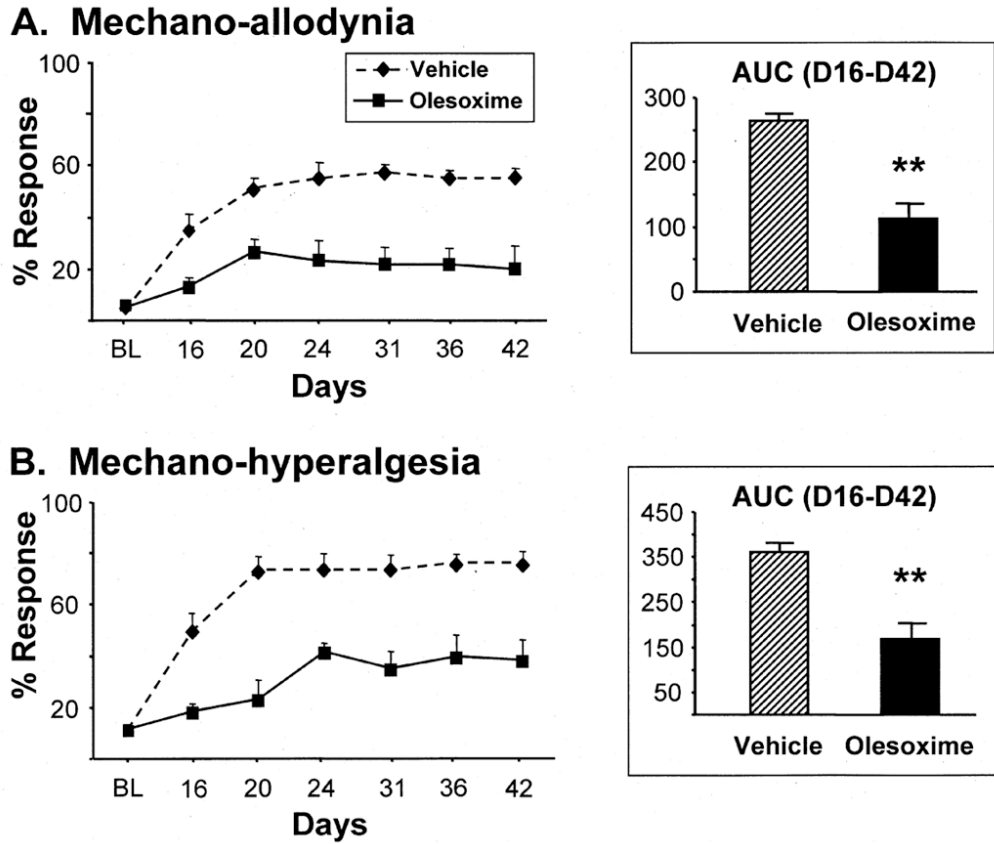 A. Mechano-allodynia
100
60
20
% Response
Vehicle
Olesoxime
BL 16 20 24 31 36 42
Days
AUC (D16-D42)
300
200
100
0
**
Vehicle Olesoxime
B. Mechano-hyperalgesia
100
60
20
% Response
BL 16 20 24 31 36 42
Days
AUC (D16-D42)
450
350
250
150
50
**
Vehicle Olesoxime